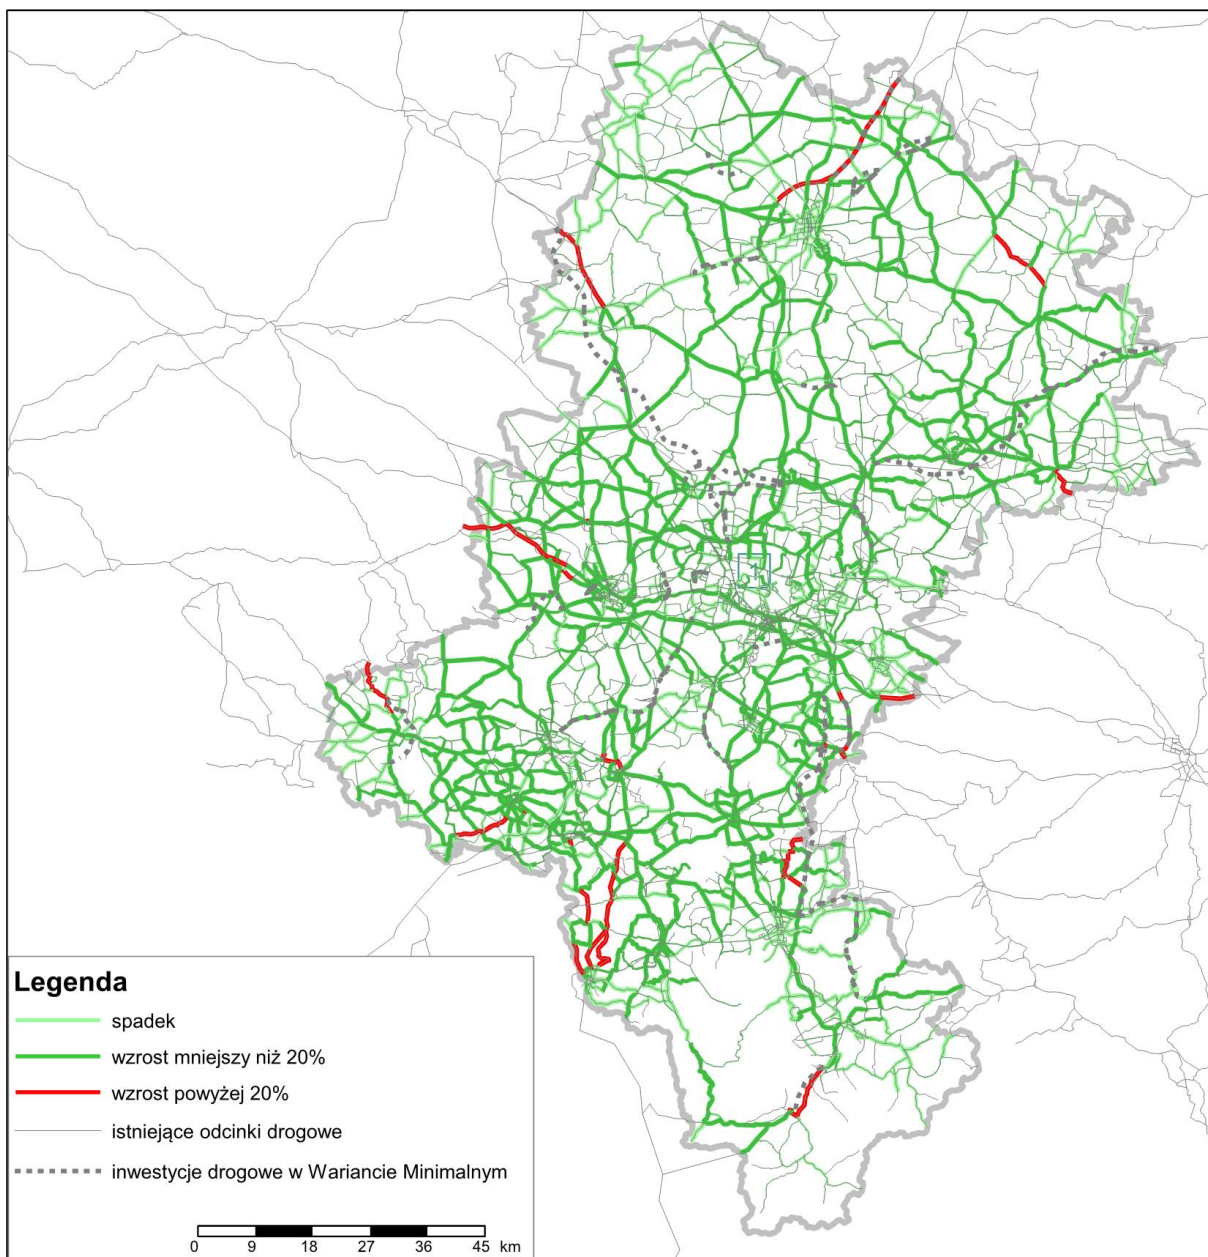 Legenda
spadek
wzrost mniejszy niż 20%
wzrost powyżej 20%
istniejące odcinki drogowe
inwestycje drogowe w Wariancie Minimalnym
0 9 18 27 36 45 km